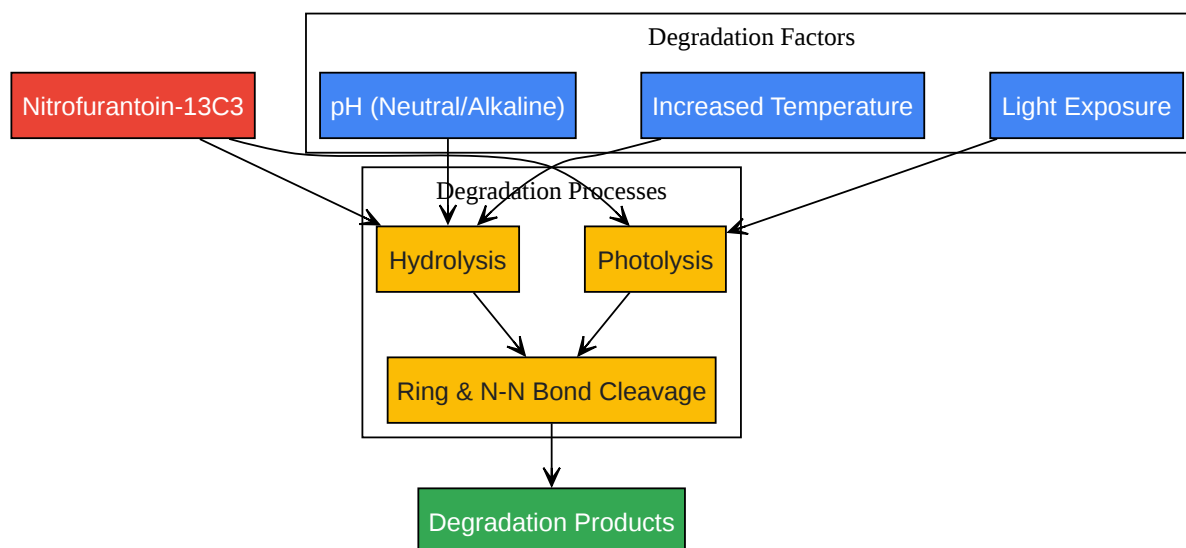 Degradation Factors
Nitrofurantoin-13C3
pH (Neutral/Alkaline)
Increased Temperature
Light Exposure
Degradation Processes
Hydrolysis
Photolysis
Ring & N-N Bond Cleavage
Degradation Products